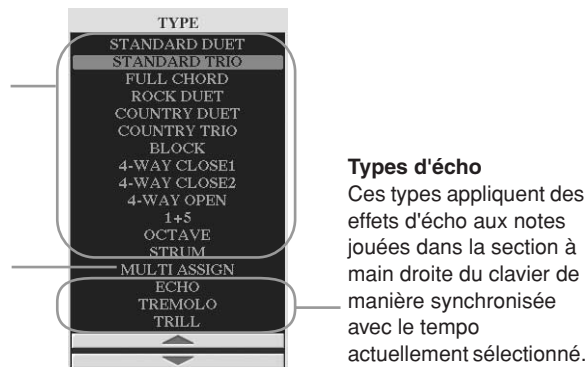 TYPE
STANDARD DUET
STANDARD TRIO
FULL CHORD
ROCK DUET
COUNTRY DUET
COUNTRY TRIO
BLOCK
4-WAY CLOSE1
4-WAY CLOSE2
4-WAY OPEN
1+5
OCTAVE
STRUM
MULTI ASSIGN
ECHO
TREMOLO
TRILL
Types d'écho
Ces types appliquent des
effets d'écho aux notes
jouées dans la section à
main droite du clavier de
manière synchronisée
avec le tempo
actuellement sélectionné.